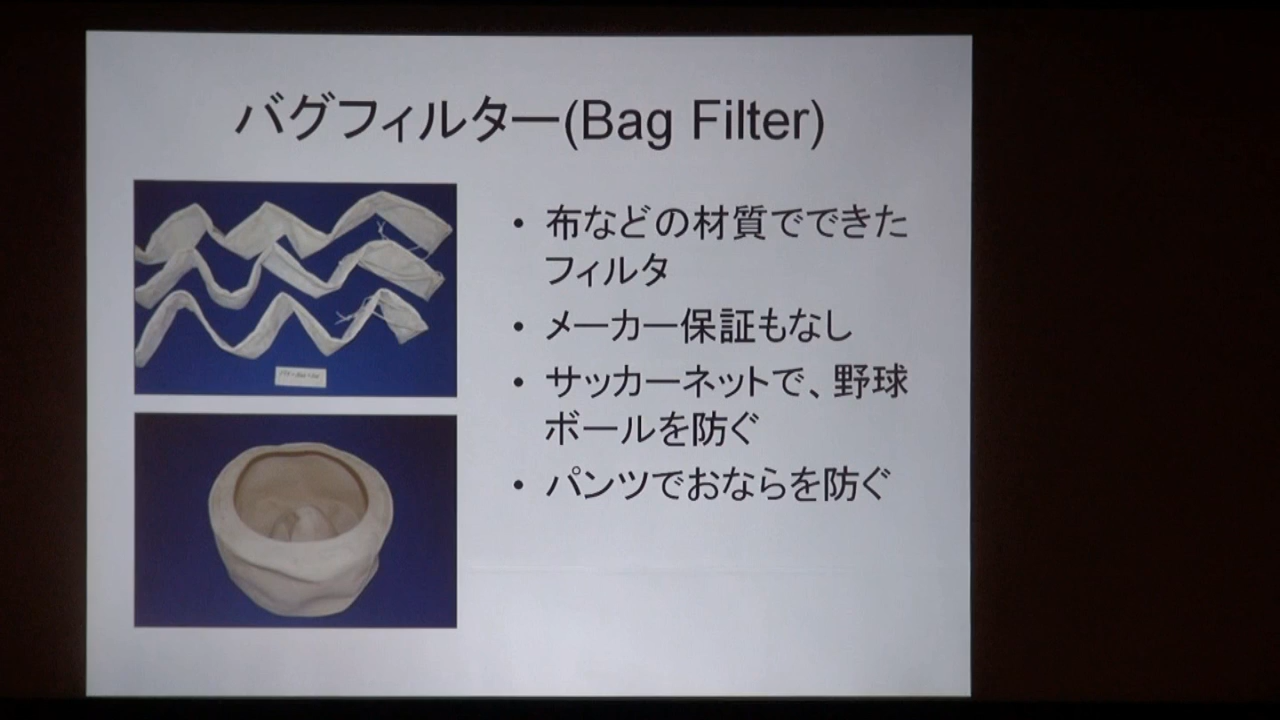 バグフィルター(Bag Filter)
• 布などの材質でできた
フィルタ
• メーカー保証もなし
• サッカーネットで、野球
ボールを防ぐ
• パンツでおならを防ぐ